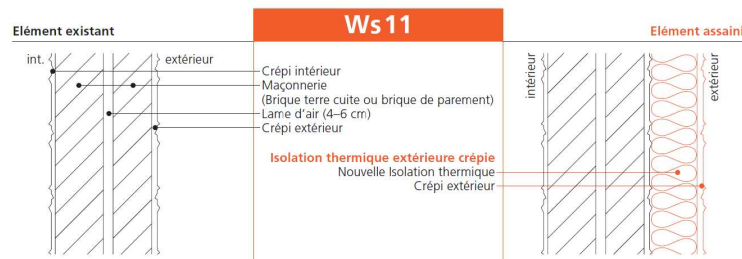 Ws11
Elément existant
Elément assaini
int.
extérieur
Crépi intérieur
Maçonnerie
(Brique terre cuite ou brique de parement)
Lame d'air (4–6 cm)
Crépi extérieur
Isolation thermique extérieure crépie
Nouvelle Isolation thermique
Crépi extérieur
intérieur
extérieur